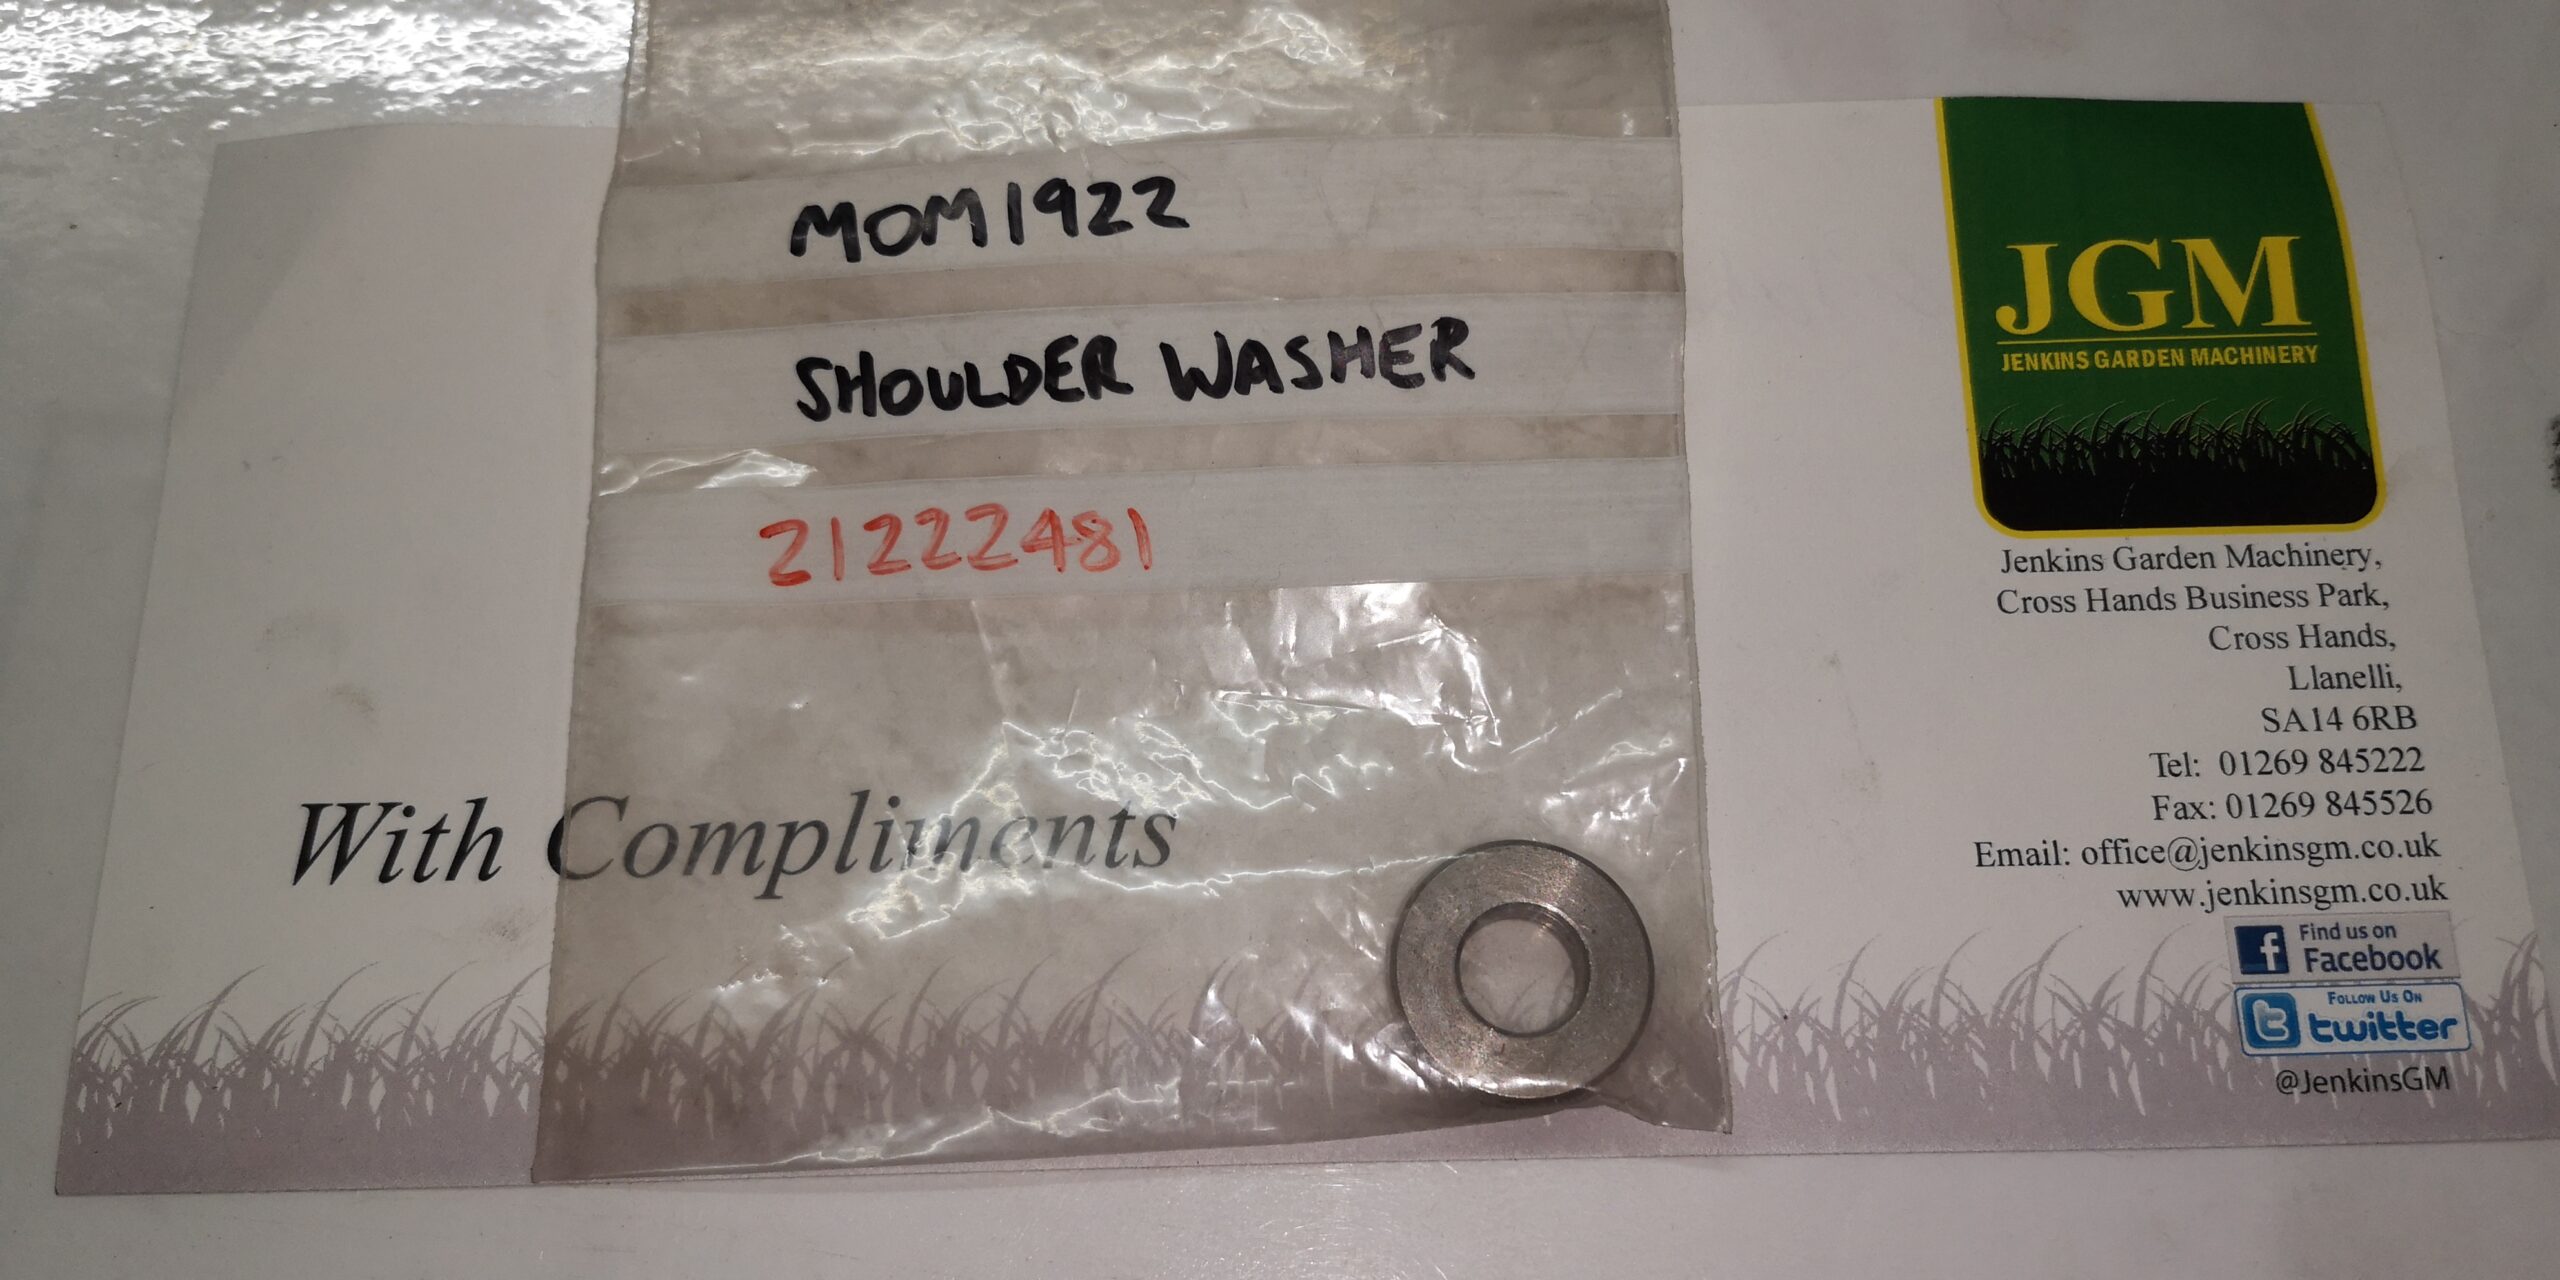 MOM1922
SHOULDER WASHER
21222481
With Compliments
JGM
JENKINS GARDEN MACHINERY
Jenkins Garden Machinery,
Cross Hands Business Park,
Cross Hands,
Llanelli,
SA14 6RB
Tel: 01269 845222
Fax: 01269 845526
Email: office@jenkinsgm.co.uk
www.jenkinsgm.co.uk
f Find us on
Facebook
t Follow Us On
twitter
@JenkinsGM